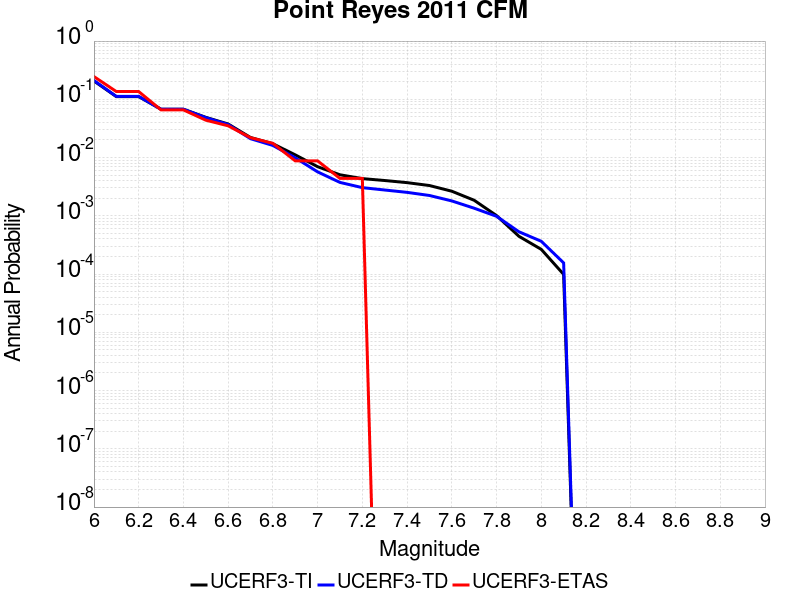 Point Reyes 2011 CFM
10^0
10^-1
10^-2
10^-3
10^-4
10^-5
10^-6
10^-7
10^-8
Annual Probability
6 6.2 6.4 6.6 6.8 7 7.2 7.4 7.6 7.8 8 8.2 8.4 8.6 8.8 9
Magnitude
UCERF3-TI UCERF3-TD UCERF3-ETAS